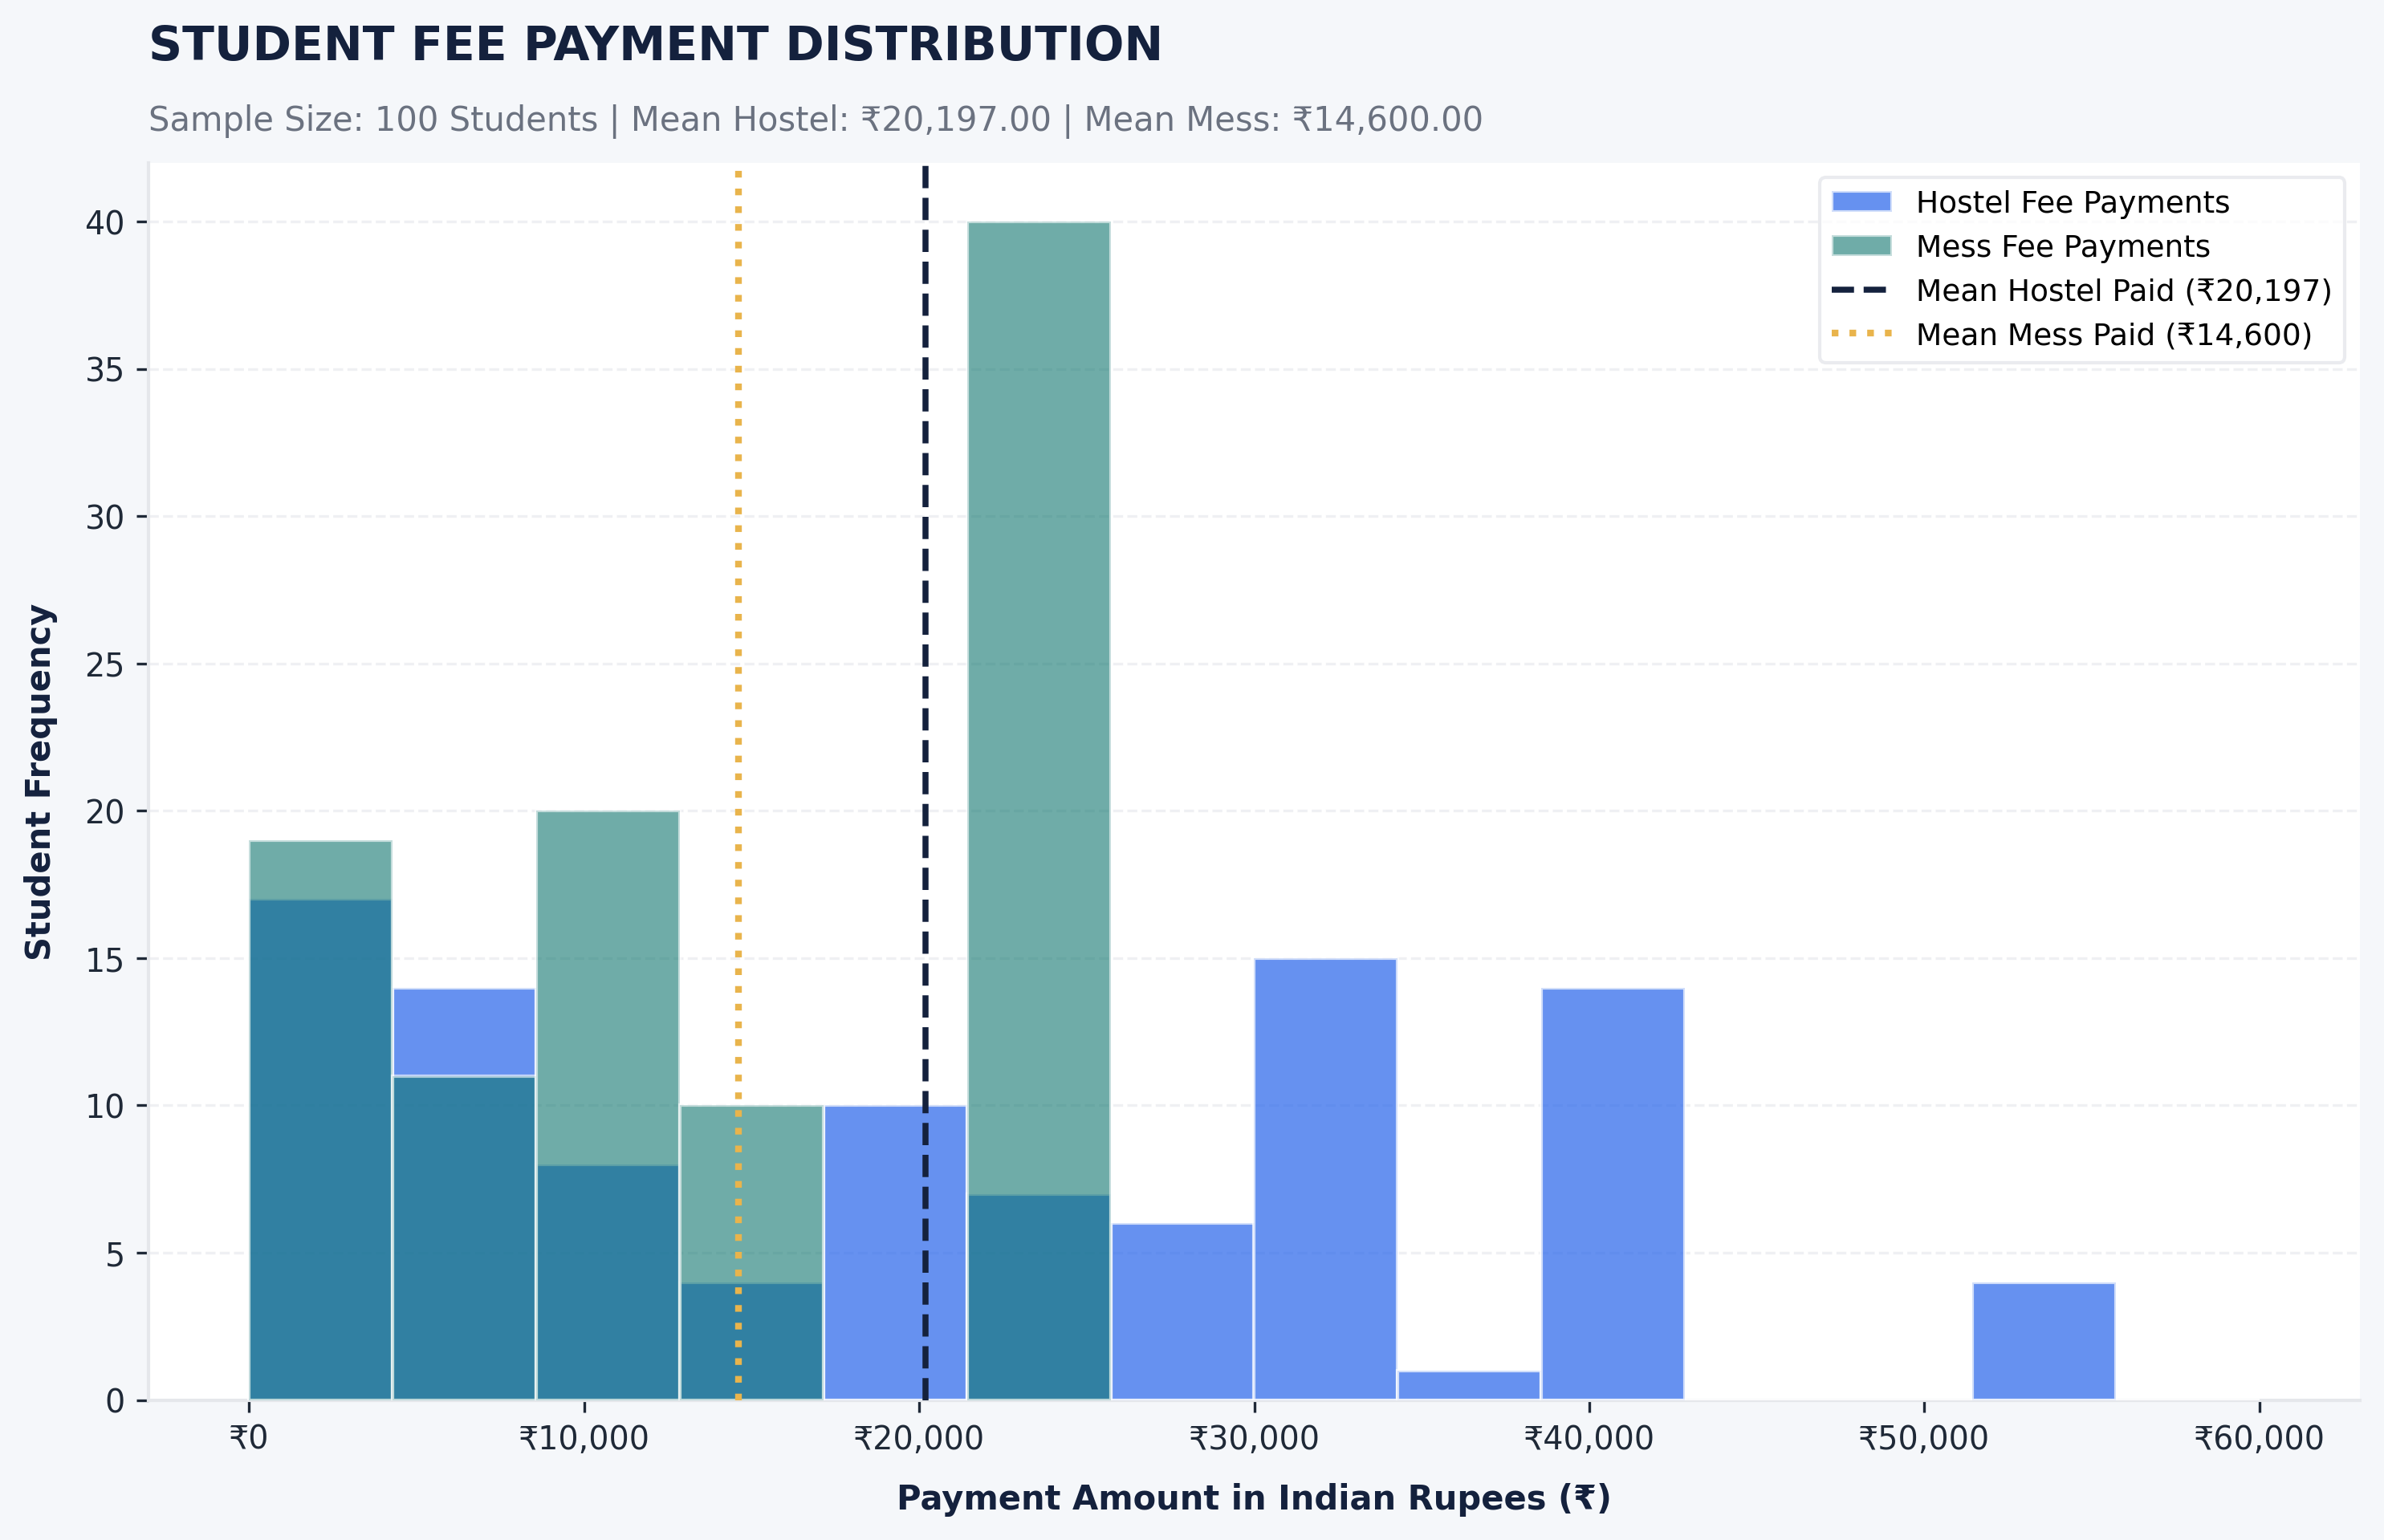 STUDENT FEE PAYMENT DISTRIBUTION
Sample Size: 100 Students | Mean Hostel: ₹20,197.00 | Mean Mess: ₹14,600.00
Hostel Fee Payments
Mess Fee Payments
Mean Hostel Paid (₹20,197)
Mean Mess Paid (₹14,600)
Student Frequency
40
35
30
25
20
15
10
5
0
₹0 ₹10,000 ₹20,000 ₹30,000 ₹40,000 ₹50,000 ₹60,000
Payment Amount in Indian Rupees (₹)